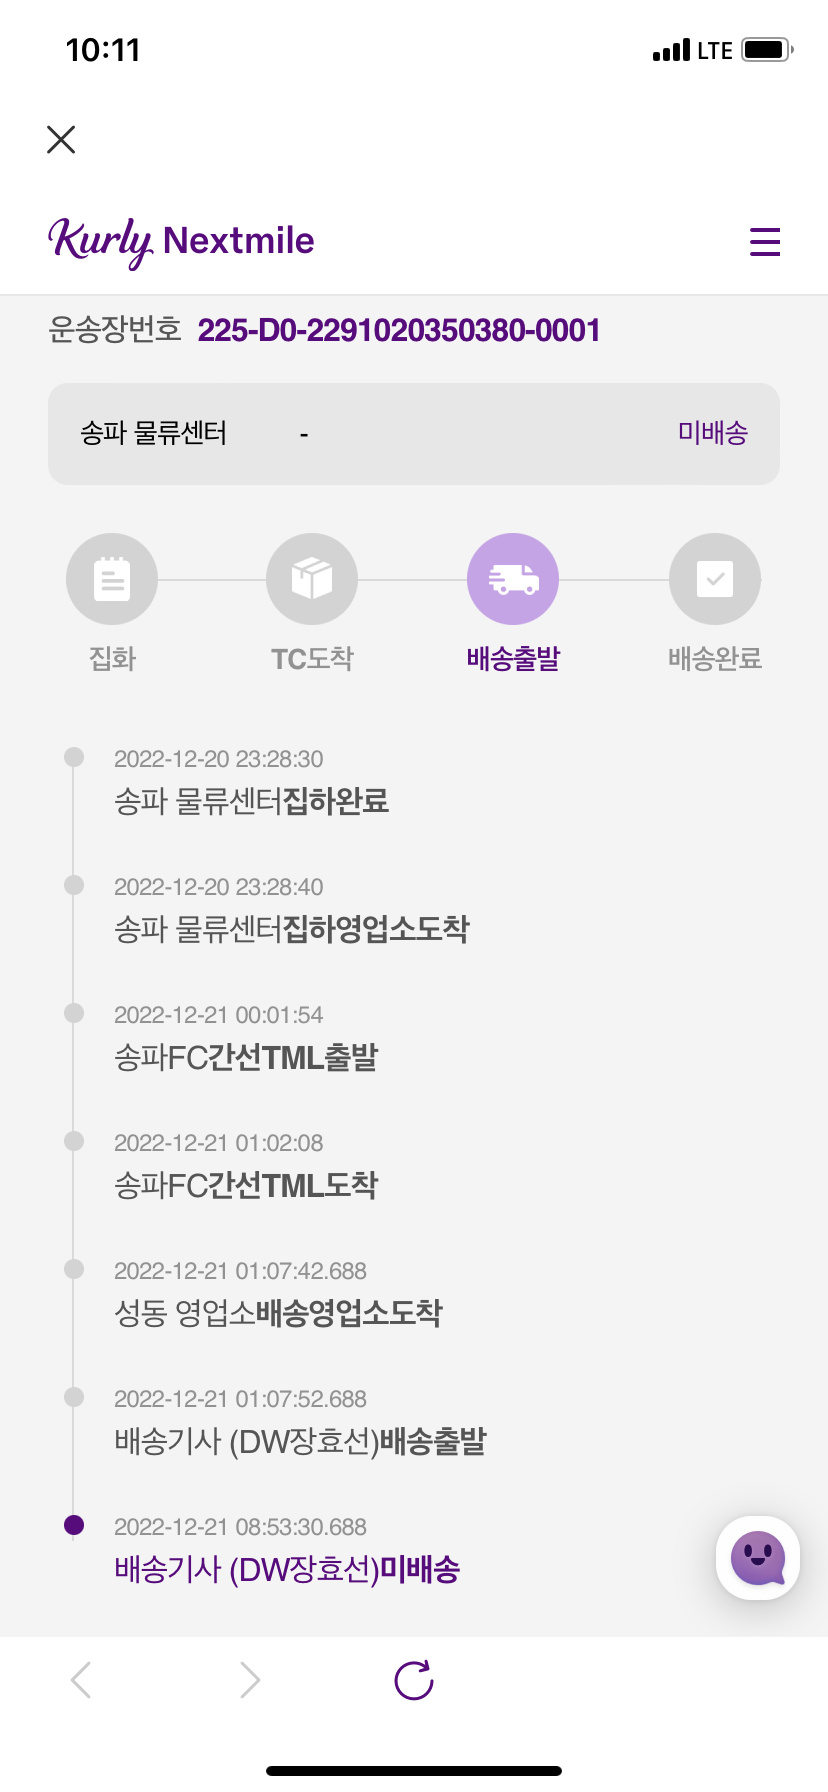 10:11
LTE
Kurly Nextmile
운송장번호 225-D0-2291020350380-0001
송파 물류센터 - 미배송
집화 TC도착 배송출발 배송완료
2022-12-20 23:28:30
송파 물류센터집하완료
2022-12-20 23:28:40
송파 물류센터집하영업소도착
2022-12-21 00:01:54
송파FC간선TML출발
2022-12-21 01:02:08
송파FC간선TML도착
2022-12-21 01:07:42.688
성동 영업소배송영업소도착
2022-12-21 01:07:52.688
배송기사 (DW장효선)배송출발
2022-12-21 08:53:30.688
배송기사 (DW장효선)미배송